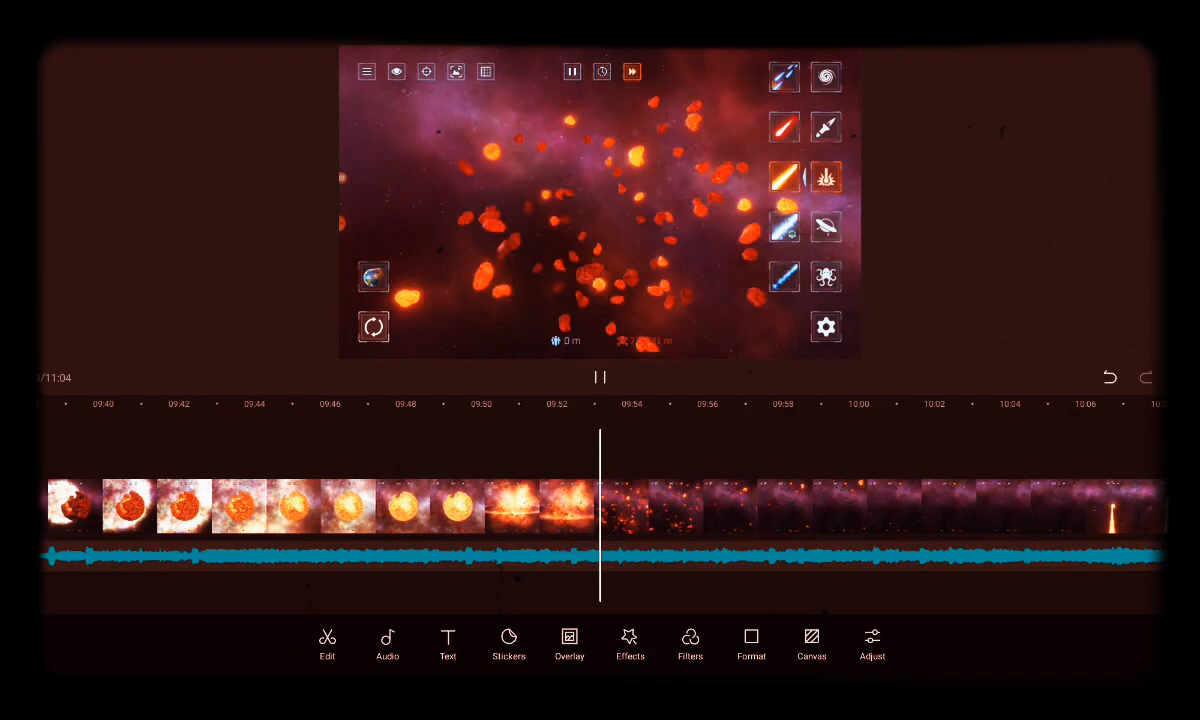 0 m
/11:04
09:40 09:42 09:44 09:46 09:48 09:50 09:52 09:54 09:56 09:58 10:00 10:02 10:04 10:06
Edit Audio Text Stickers Overlay Effects Filters Format Canvas Adjust